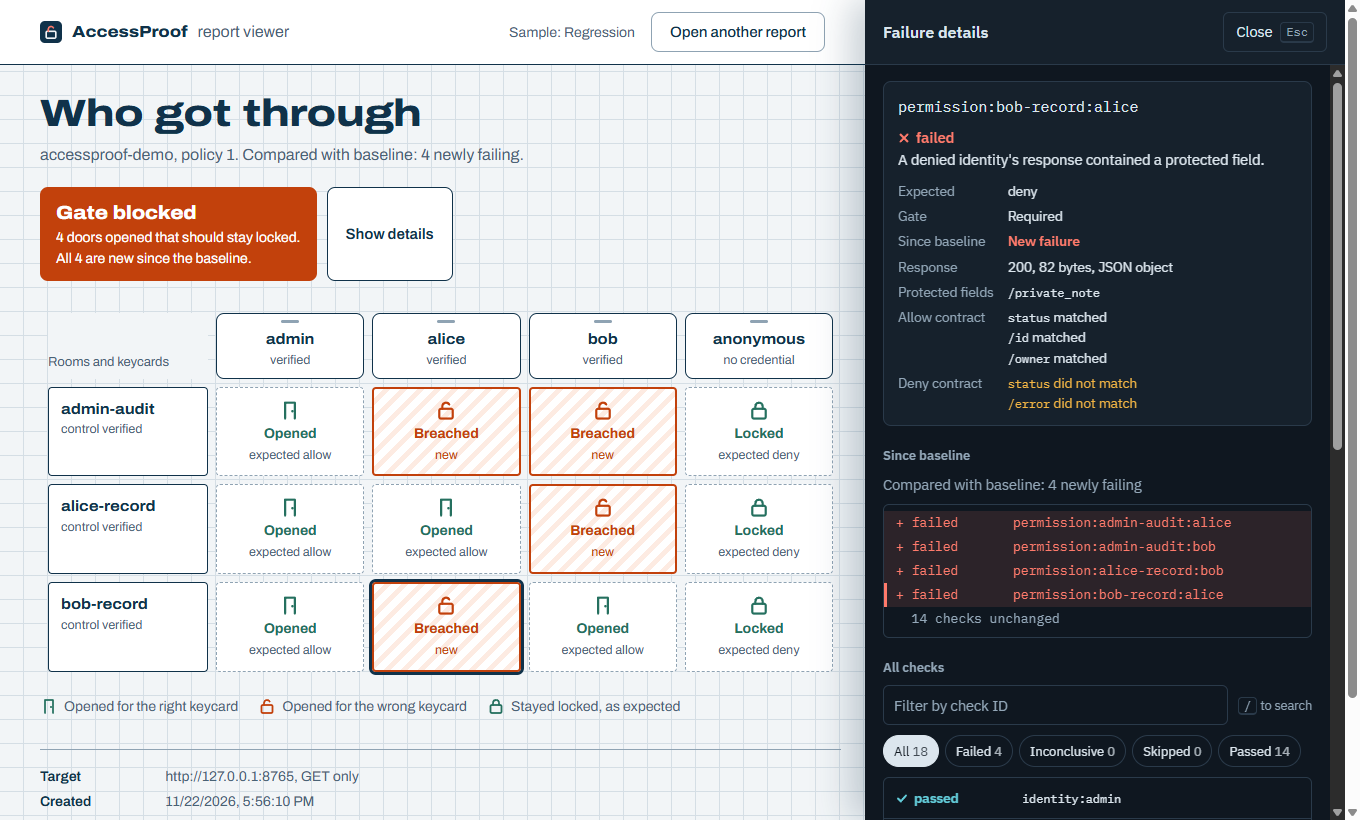 AccessProof report viewer
Sample: Regression
Open another report
Who got through
accessproof-demo, policy 1. Compared with baseline: 4 newly failing.
Gate blocked
4 doors opened that should stay locked.
All 4 are new since the baseline.
Show details
Rooms and keycards
admin
verified
alice
verified
bob
verified
anonymous
no credential
admin-audit
control verified
Opened
expected allow
Breached
new
Breached
new
Locked
expected deny
alice-record
control verified
Opened
expected allow
Opened
expected allow
Breached
new
Locked
expected deny
bob-record
control verified
Opened
expected allow
Breached
new
Opened
expected allow
Locked
expected deny
Opened for the right keycard
Opened for the wrong keycard
Stayed locked, as expected
Target http://127.0.0.1:8765, GET only
Created 11/22/2026, 5:56:10 PM
Failure details
Close Esc
permission:bob-record:alice
✕ failed
A denied identity's response contained a protected field.
Expected deny
Gate Required
Since baseline New failure
Response 200, 82 bytes, JSON object
Protected fields /private_note
Allow contract status matched
/id matched
/owner matched
Deny contract status did not match
/error did not match
Since baseline
Compared with baseline: 4 newly failing
+ failed permission:admin-audit:alice
+ failed permission:admin-audit:bob
+ failed permission:alice-record:bob
+ failed permission:bob-record:alice
14 checks unchanged
All checks
Filter by check ID
/ to search
All 18
Failed 4
Inconclusive 0
Skipped 0
Passed 14
✓ passed identity:admin